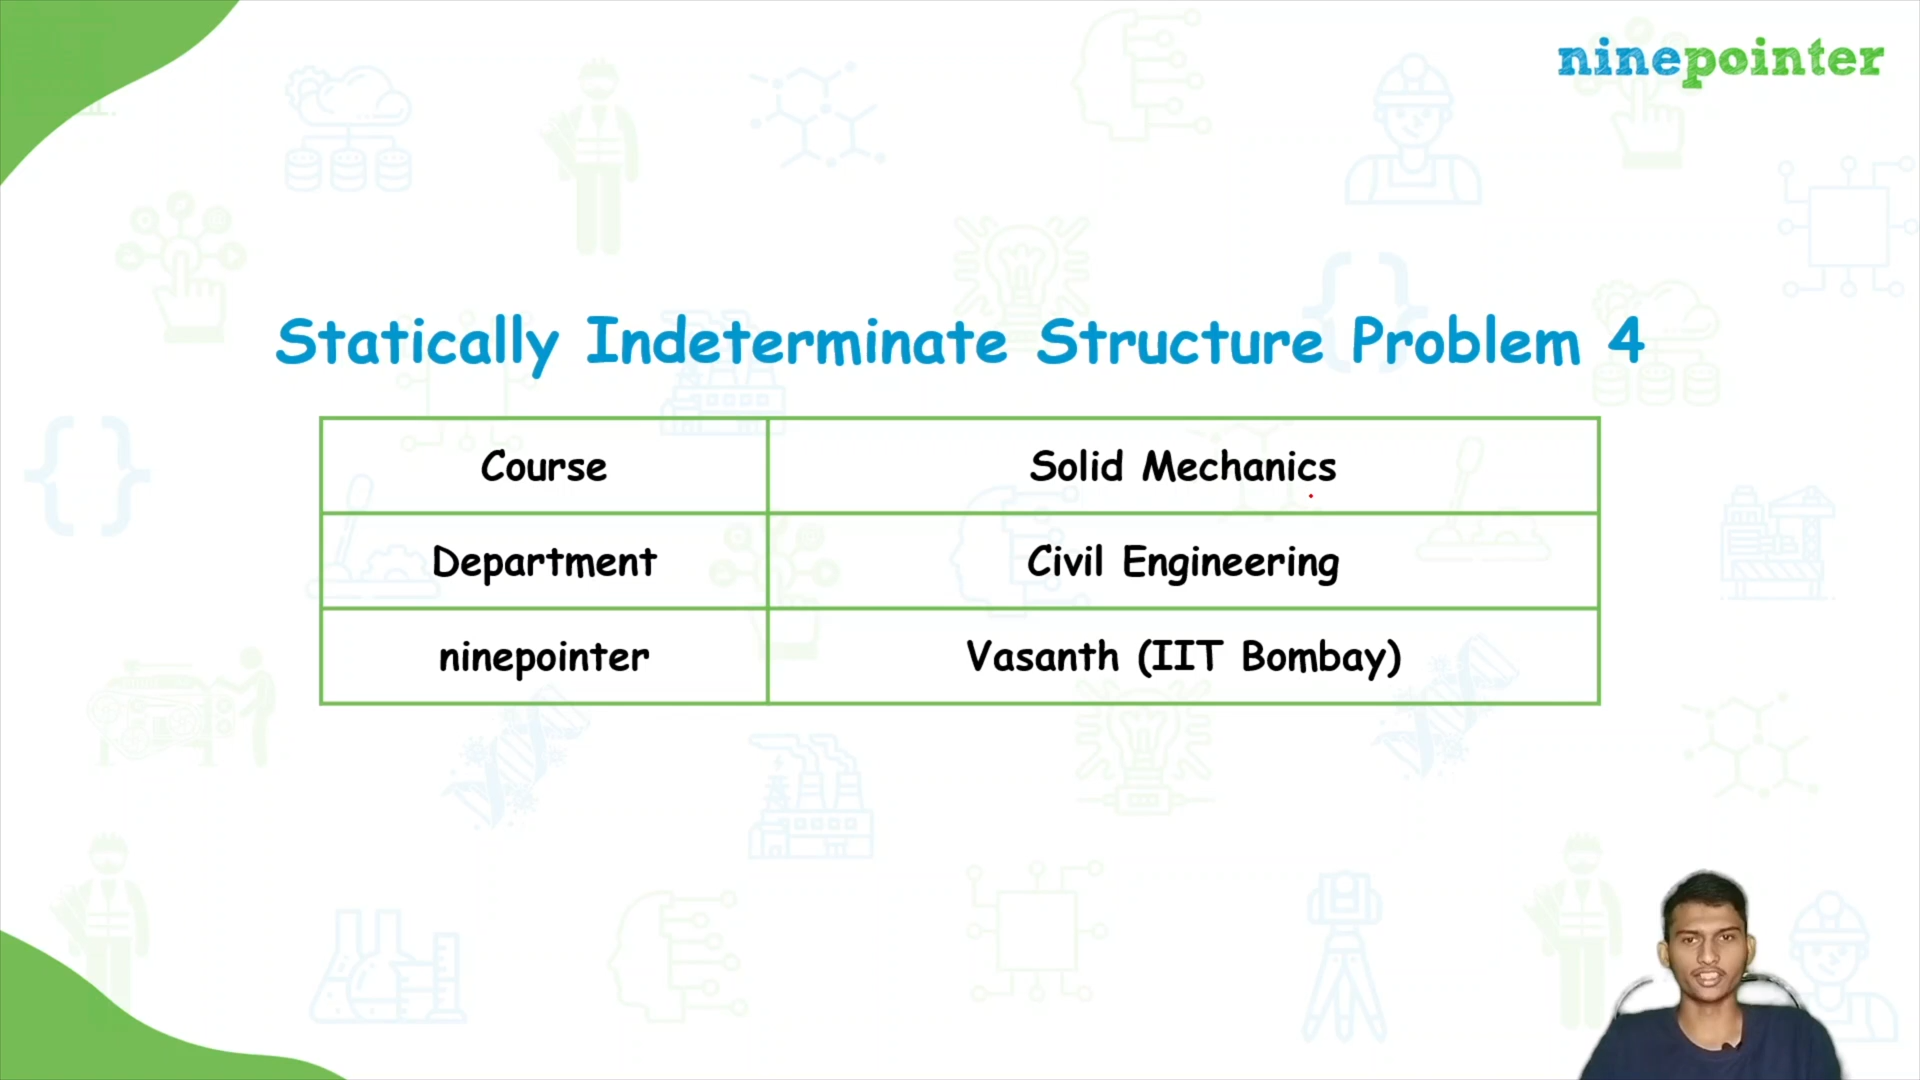 ninepointer
Statically Indeterminate Structure Problem 4
Course Solid Mechanics
Department Civil Engineering
ninepointer Vasanth (IIT Bombay)